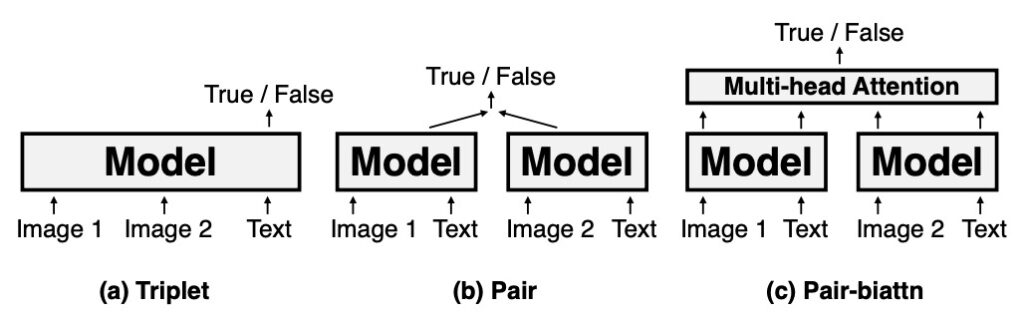 True / False
Model
Image 1 Image 2 Text
(a) Triplet
True / False
Model Model
Image 1 Text Image 2 Text
(b) Pair
True / False
Multi-head Attention
Model Model
Image 1 Text Image 2 Text
(c) Pair-biattn